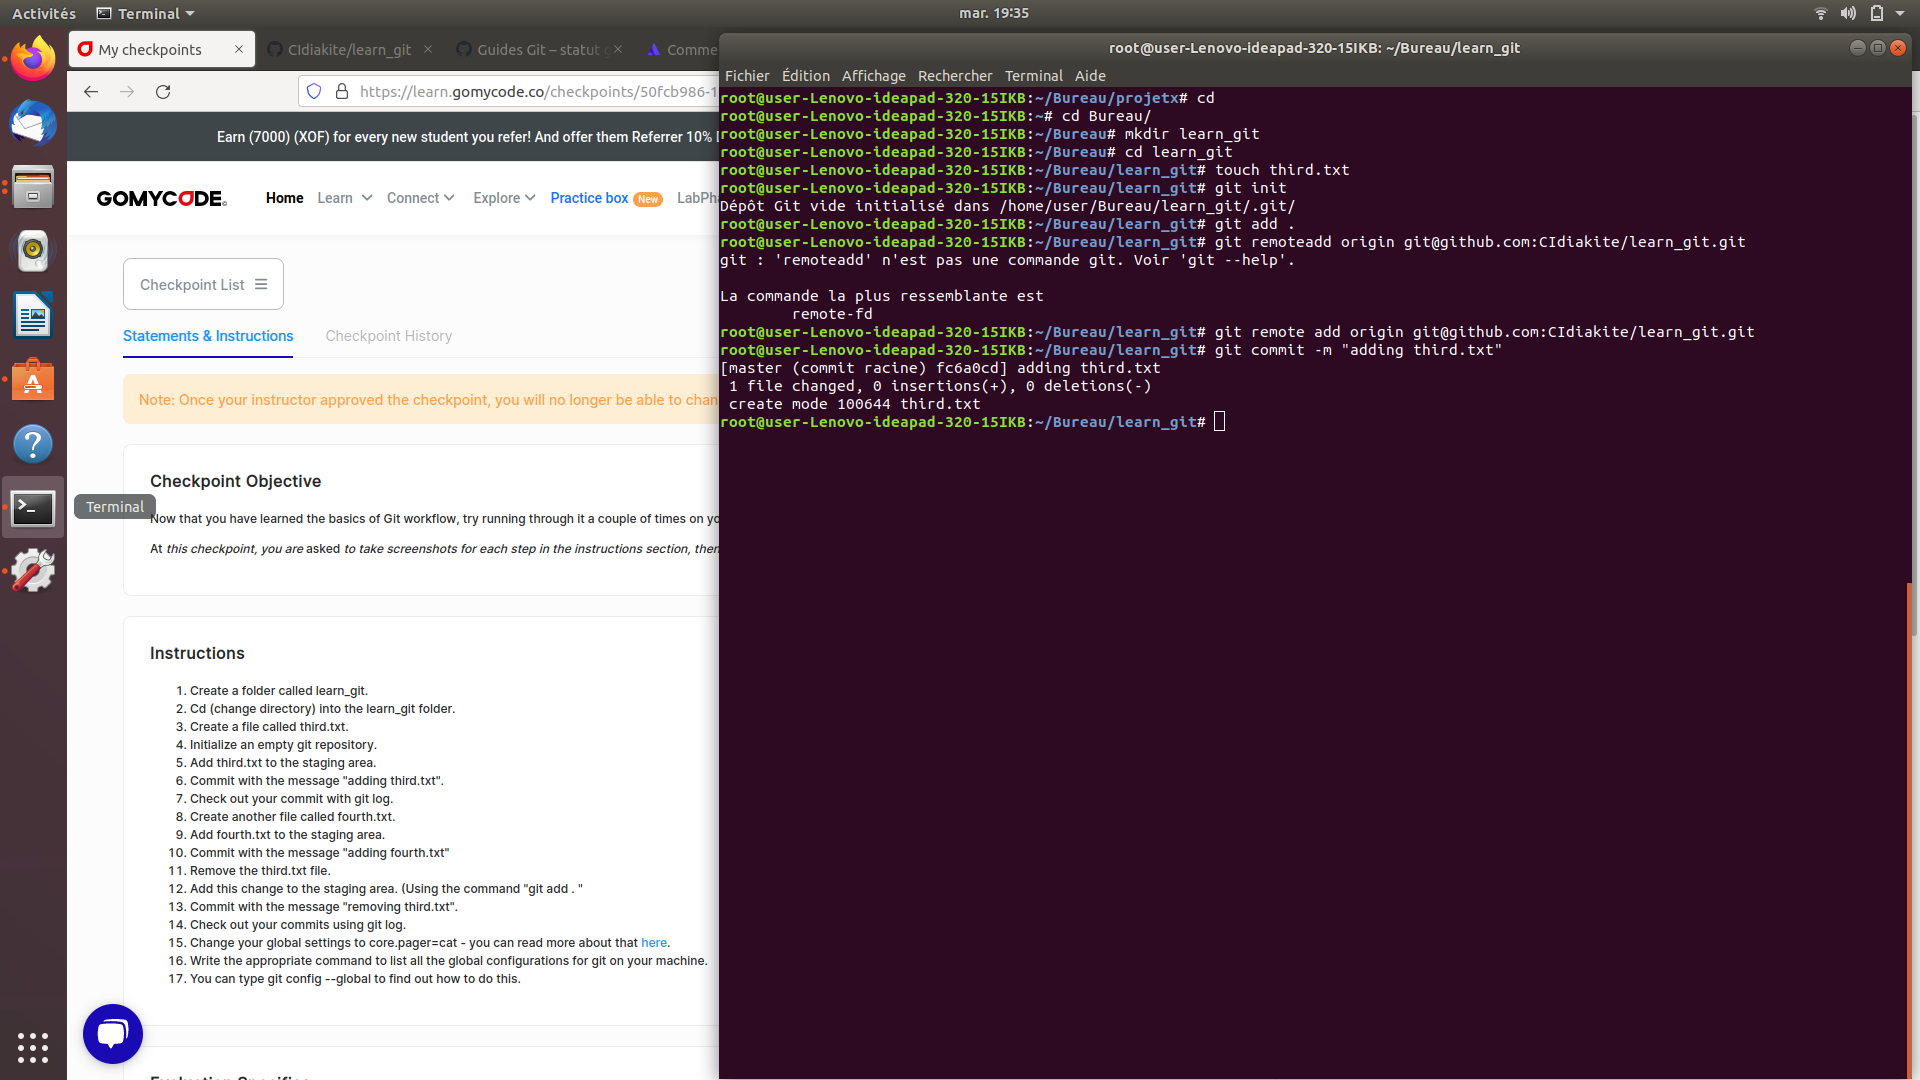 Activités
Terminal
mar. 19:35
My checkpoints
CIdiakite/learn_git
Guides Git – statut
Comme
https://learn.gomycode.co/checkpoints/50fcb986-1
Earn (7000) (XOF) for every new student you refer! And offer them Referrer 10%
GOMYCODE
Home
Learn
Connect
Explore
Practice box
New
LabPh
Checkpoint List
Statements & Instructions
Checkpoint History
Note: Once your instructor approved the checkpoint, you will no longer be able to chan
Checkpoint Objective
Terminal
Now that you have learned the basics of Git workflow, try running through it a couple of times on yo
At this checkpoint, you are asked to take screenshots for each step in the instructions section, then
Instructions
1. Create a folder called learn_git.
2. Cd (change directory) into the learn_git folder.
3. Create a file called third.txt.
4. Initialize an empty git repository.
5. Add third.txt to the staging area.
6. Commit with the message "adding third.txt".
7. Check out your commit with git log.
8. Create another file called fourth.txt.
9. Add fourth.txt to the staging area.
10. Commit with the message "adding fourth.txt"
11. Remove the third.txt file.
12. Add this change to the staging area. (Using the command "git add . "
13. Commit with the message "removing third.txt".
14. Check out your commits using git log.
15. Change your global settings to core.pager=cat - you can read more about that here.
16. Write the appropriate command to list all the global configurations for git on your machine.
17. You can type git config --global to find out how to do this.
root@user-Lenovo-ideapad-320-15IKB: ~/Bureau/learn_git
Fichier Édition Affichage Rechercher Terminal Aide
root@user-Lenovo-ideapad-320-15IKB:~/Bureau/projetx# cd
root@user-Lenovo-ideapad-320-15IKB:~# cd Bureau/
root@user-Lenovo-ideapad-320-15IKB:~/Bureau# mkdir learn_git
root@user-Lenovo-ideapad-320-15IKB:~/Bureau# cd learn_git
root@user-Lenovo-ideapad-320-15IKB:~/Bureau/learn_git# touch third.txt
root@user-Lenovo-ideapad-320-15IKB:~/Bureau/learn_git# git init
Dépôt Git vide initialisé dans /home/user/Bureau/learn_git/.git/
root@user-Lenovo-ideapad-320-15IKB:~/Bureau/learn_git# git add .
root@user-Lenovo-ideapad-320-15IKB:~/Bureau/learn_git# git remoteadd origin git@github.com:CIdiakite/learn_git.git
git : 'remoteadd' n'est pas une commande git. Voir 'git --help'.
La commande la plus ressemblante est
remote-fd
root@user-Lenovo-ideapad-320-15IKB:~/Bureau/learn_git# git remote add origin git@github.com:CIdiakite/learn_git.git
root@user-Lenovo-ideapad-320-15IKB:~/Bureau/learn_git# git commit -m "adding third.txt"
[master (commit racine) fc6a0cd] adding third.txt
1 file changed, 0 insertions(+), 0 deletions(-)
create mode 100644 third.txt
root@user-Lenovo-ideapad-320-15IKB:~/Bureau/learn_git#